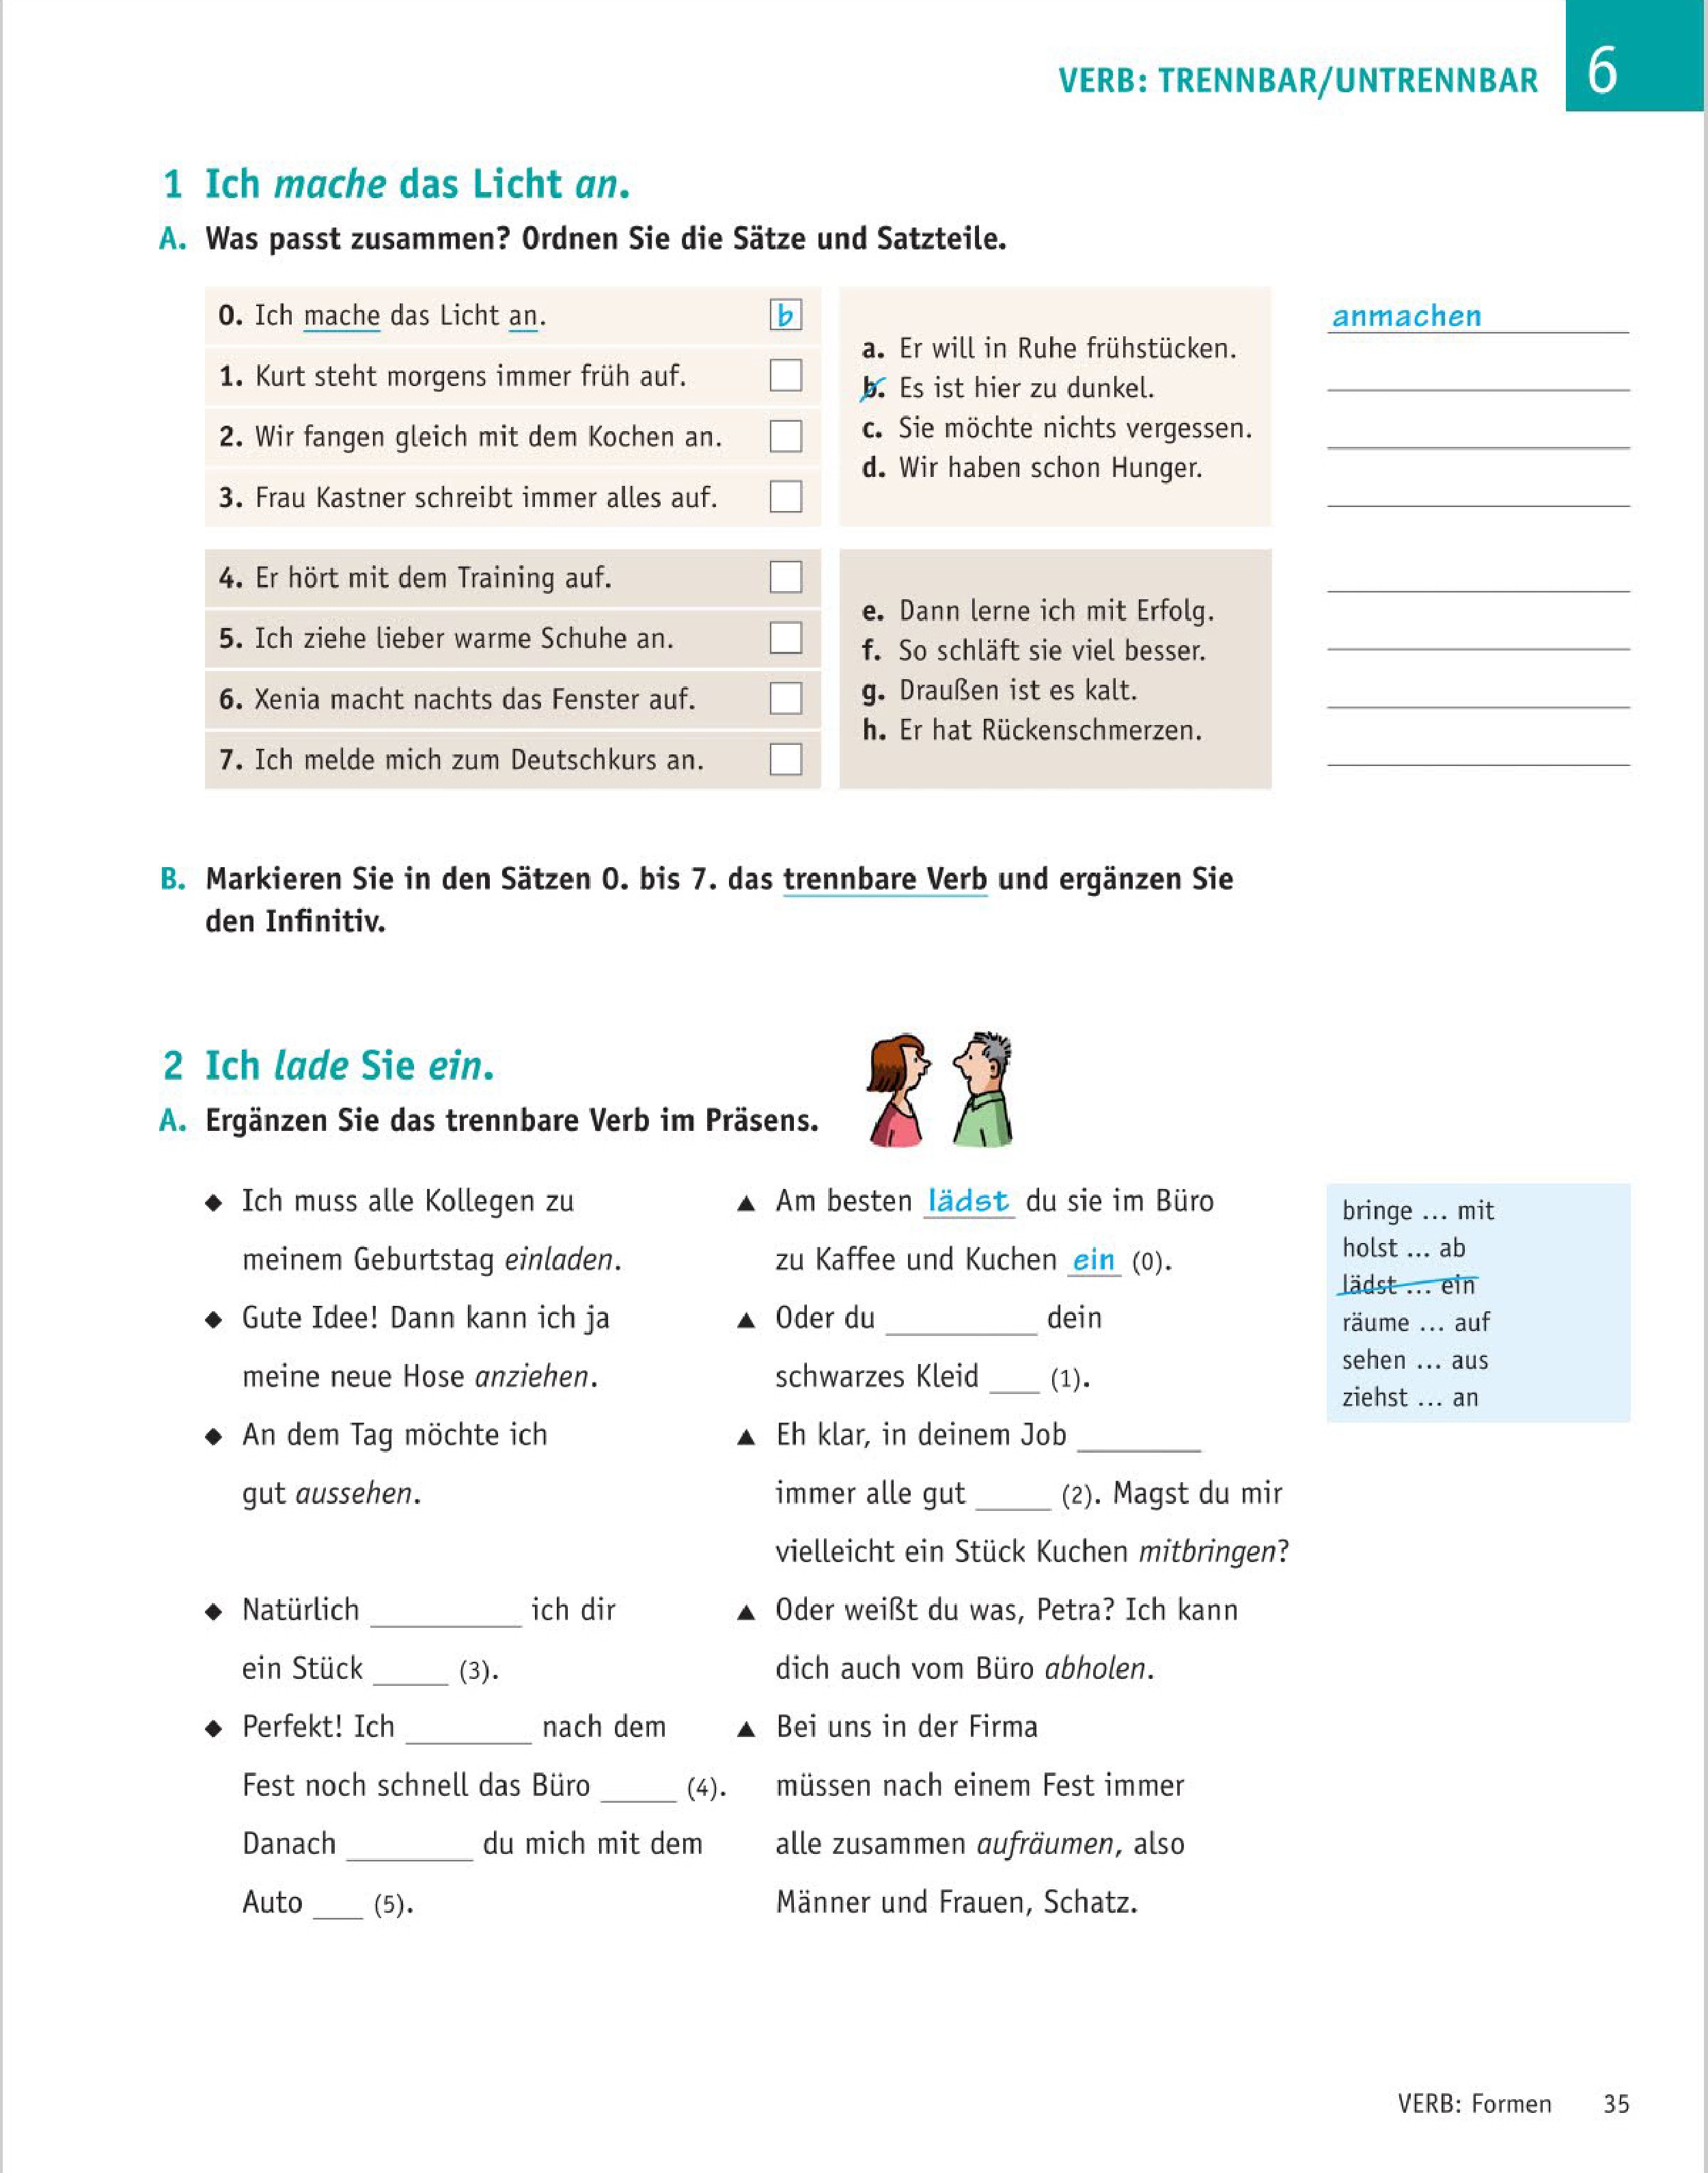 VERB: TRENNBAR/UNTRENNBAR 6
1 Ich mache das Licht an.
A. Was passt zusammen? Ordnen Sie die Sätze und Satzteile.
0. Ich mache das Licht an. b
1. Kurt steht morgens immer früh auf.
2. Wir fangen gleich mit dem Kochen an.
3. Frau Kastner schreibt immer alles auf.
a. Er will in Ruhe frühstücken.
b. Es ist hier zu dunkel.
c. Sie möchte nichts vergessen.
d. Wir haben schon Hunger.
anmachen
4. Er hört mit dem Training auf.
5. Ich ziehe lieber warme Schuhe an.
6. Xenia macht nachts das Fenster auf.
7. Ich melde mich zum Deutschkurs an.
e. Dann lerne ich mit Erfolg.
f. So schläft sie viel besser.
g. Draußen ist es kalt.
h. Er hat Rückenschmerzen.
B. Markieren Sie in den Sätzen 0. bis 7. das trennbare Verb und ergänzen Sie
den Infinitiv.
2 Ich lade Sie ein.
A. Ergänzen Sie das trennbare Verb im Präsens.
◆ Ich muss alle Kollegen zu
meinem Geburtstag einladen.
▲ Am besten lädst du sie im Büro
zu Kaffee und Kuchen ein (0).
◆ Gute Idee! Dann kann ich ja
meine neue Hose anziehen.
▲ Oder du ______ dein
schwarzes Kleid ___ (1).
◆ An dem Tag möchte ich
gut aussehen.
▲ Eh klar, in deinem Job ______
immer alle gut ____ (2). Magst du mir
vielleicht ein Stück Kuchen mitbringen?
◆ Natürlich ______ ich dir
ein Stück ____ (3).
▲ Oder weißt du was, Petra? Ich kann
dich auch vom Büro abholen.
◆ Perfekt! Ich ______ nach dem
Fest noch schnell das Büro ____ (4).
Danach ______ du mich mit dem
Auto ___ (5).
▲ Bei uns in der Firma
müssen nach einem Fest immer
alle zusammen aufräumen, also
Männer und Frauen, Schatz.
bringe ... mit
holst ... ab
lädst ... ein
räume ... auf
sehen ... aus
ziehst ... an
VERB: Formen 35